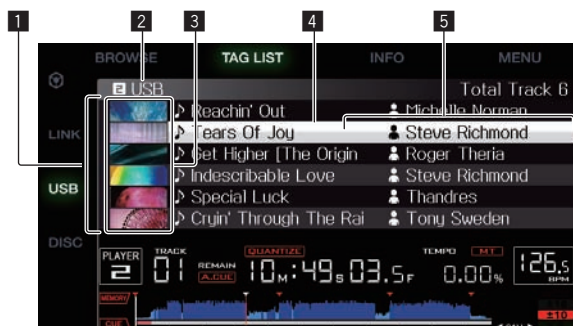 1 2 3 4 5
BROWSE TAG LIST INFO MENU
2 USB Total Track 6
Reachin' Out Michelle Norman
LINK
Tears Of Joy Steve Richmond
Get Higher [The Origin Roger Theria
Indescribable Love Steve Richmond
USB
Special Luck Thandres
Cryin' Through The Rai Tony Sweden
DISC
PLAYER 2 TRACK 01 REMAIN A.CUE QUANTIZE 10M:49S03.5F TEMPO MT 0.00% 126.5 BPM
MEMORY
CUE ±10